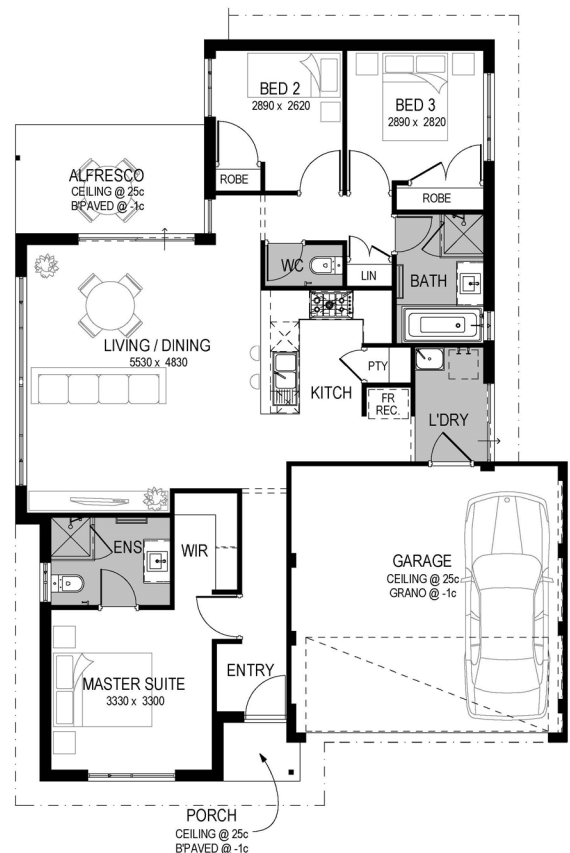 BED 2
2890 x 2620
BED 3
2890 x 2820
ROBE
ROBE
ALFRESCO
CEILING @ 25c
B'PAVED @ -1c
WC
LIN
BATH
LIVING / DINING
5530 x 4830
KITCH
PTY
FR
REC.
L'DRY
ENS
WIR
GARAGE
CEILING @ 25c
GRANO @ -1c
MASTER SUITE
3330 x 3300
ENTRY
PORCH
CEILING @ 25c
B'PAVED @ -1c